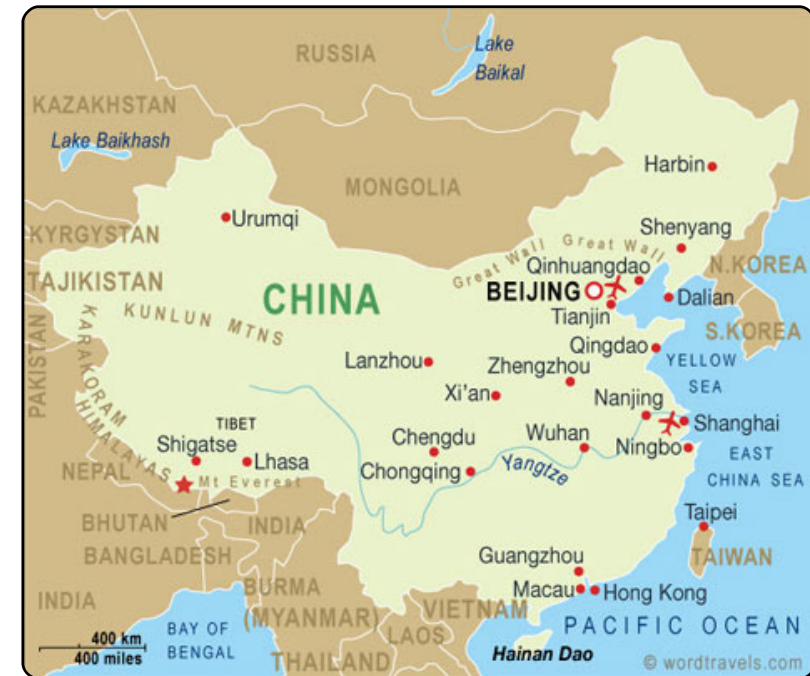 RUSSIA
Lake
Baikal
KAZAKHSTAN
Lake Baikhash
MONGOLIA
Harbin
Urumqi
KYRGYSTAN
Shenyang
Great Wall Great Wall
N.KOREA
TAJIKISTAN
CHINA
Qinhuangdao
BEIJING
Dalian
Tianjin
KUNLUN MTNS
S.KOREA
PAKISTAN
KARAKORAM
Qingdao
YELLOW
SEA
Lanzhou
Zhengzhou
Xi'an
Nanjing
Shanghai
TIBET
HIMALAYAS
Chengdu
Wuhan
Ningbo
EAST
CHINA SEA
Shigatse
Lhasa
Chongqing
Yangtze
NEPAL
Mt Everest
Taipei
BHUTAN
INDIA
BANGLADESH
TAIWAN
Guangzhou
INDIA
BURMA
(MYANMAR)
Macau
Hong Kong
VIETNAM
LAOS
PACIFIC OCEAN
BAY OF
BENGAL
400 km
400 miles
THAILAND
Hainan Dao
© wordtravels.com